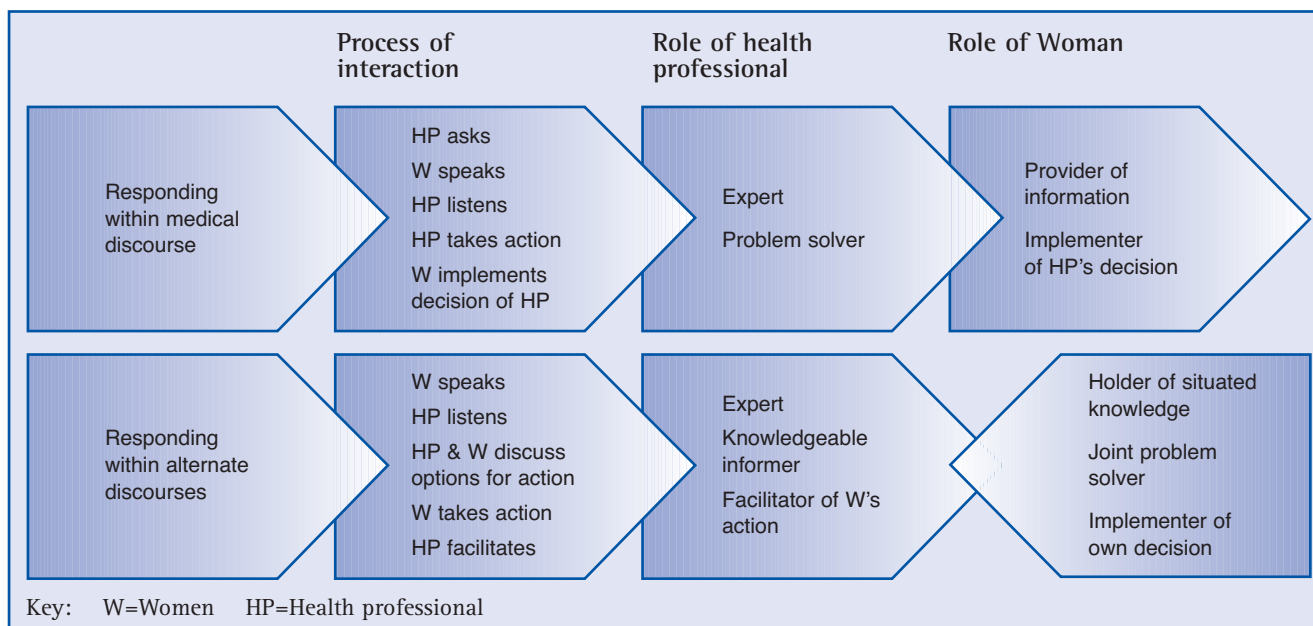 Process of
interaction
Role of health
professional
Role of Woman
Responding
within medical
discourse
HP asks
W speaks
HP listens
HP takes action
W implements
decision of HP
Expert
Problem solver
Provider of
information
Implementer
of HP's decision
Responding
within alternate
discourses
W speaks
HP listens
HP & W discuss
options for action
W takes action
HP facilitates
Expert
Knowledgeable
informer
Facilitator of W's
action
Holder of situated
knowledge
Joint problem
solver
Implementer of
own decision
Key: W=Women HP=Health professional